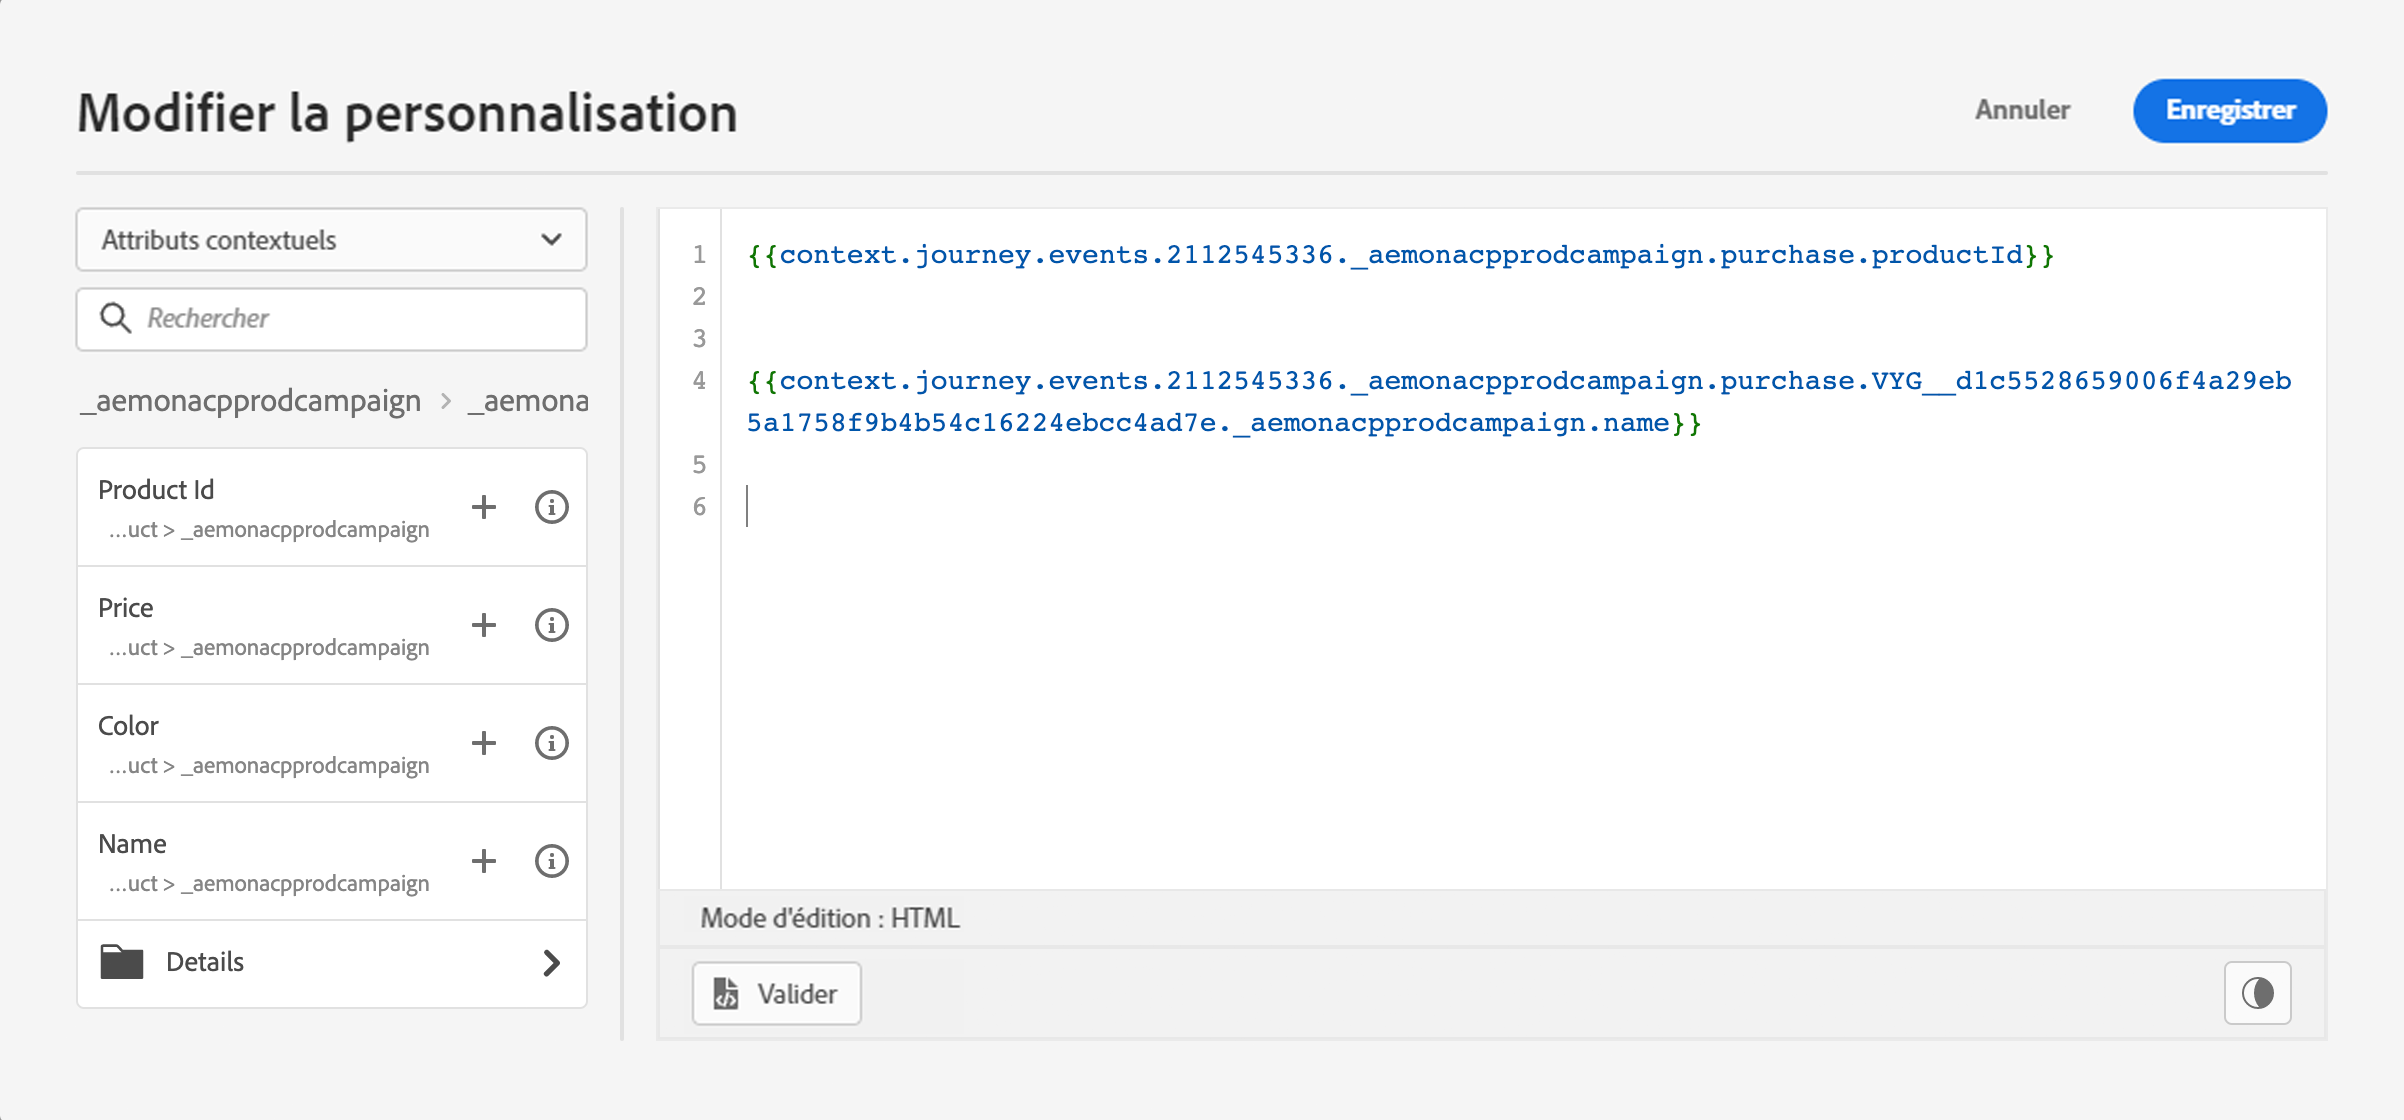 Modifier la personnalisation
Annuler
Enregistrer
Attributs contextuels
Rechercher
_aemonacpprodcampaign > _aemona
Product Id
...uct > _aemonacpprodcampaign
Price
...uct > _aemonacpprodcampaign
Color
...uct > _aemonacpprodcampaign
Name
...uct > _aemonacpprodcampaign
Details
1 {{context.journey.events.2112545336._aemonacpprodcampaign.purchase.productId}}
2
3
4 {{context.journey.events.2112545336._aemonacpprodcampaign.purchase.VYG__d1c5528659006f4a29eb
5a1758f9b4b54c16224ebcc4ad7e._aemonacpprodcampaign.name}}
5
6
Mode d'édition : HTML
Valider